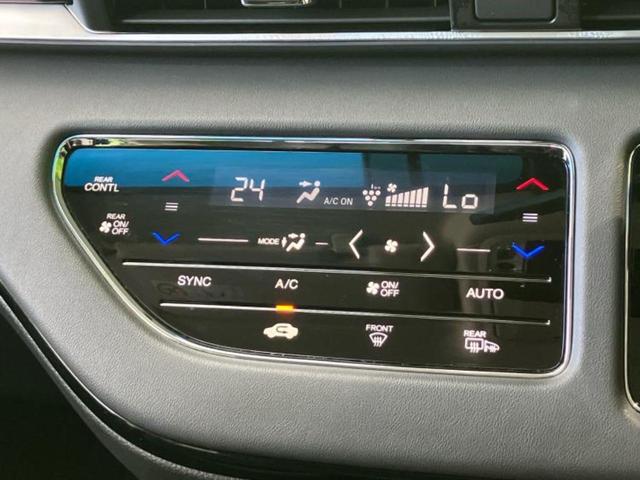 REAR
CONTL
24
A/C ON
Lo
REAR
ON/
OFF
MODE
SYNC
A/C
ON/
OFF
AUTO
FRONT
REAR